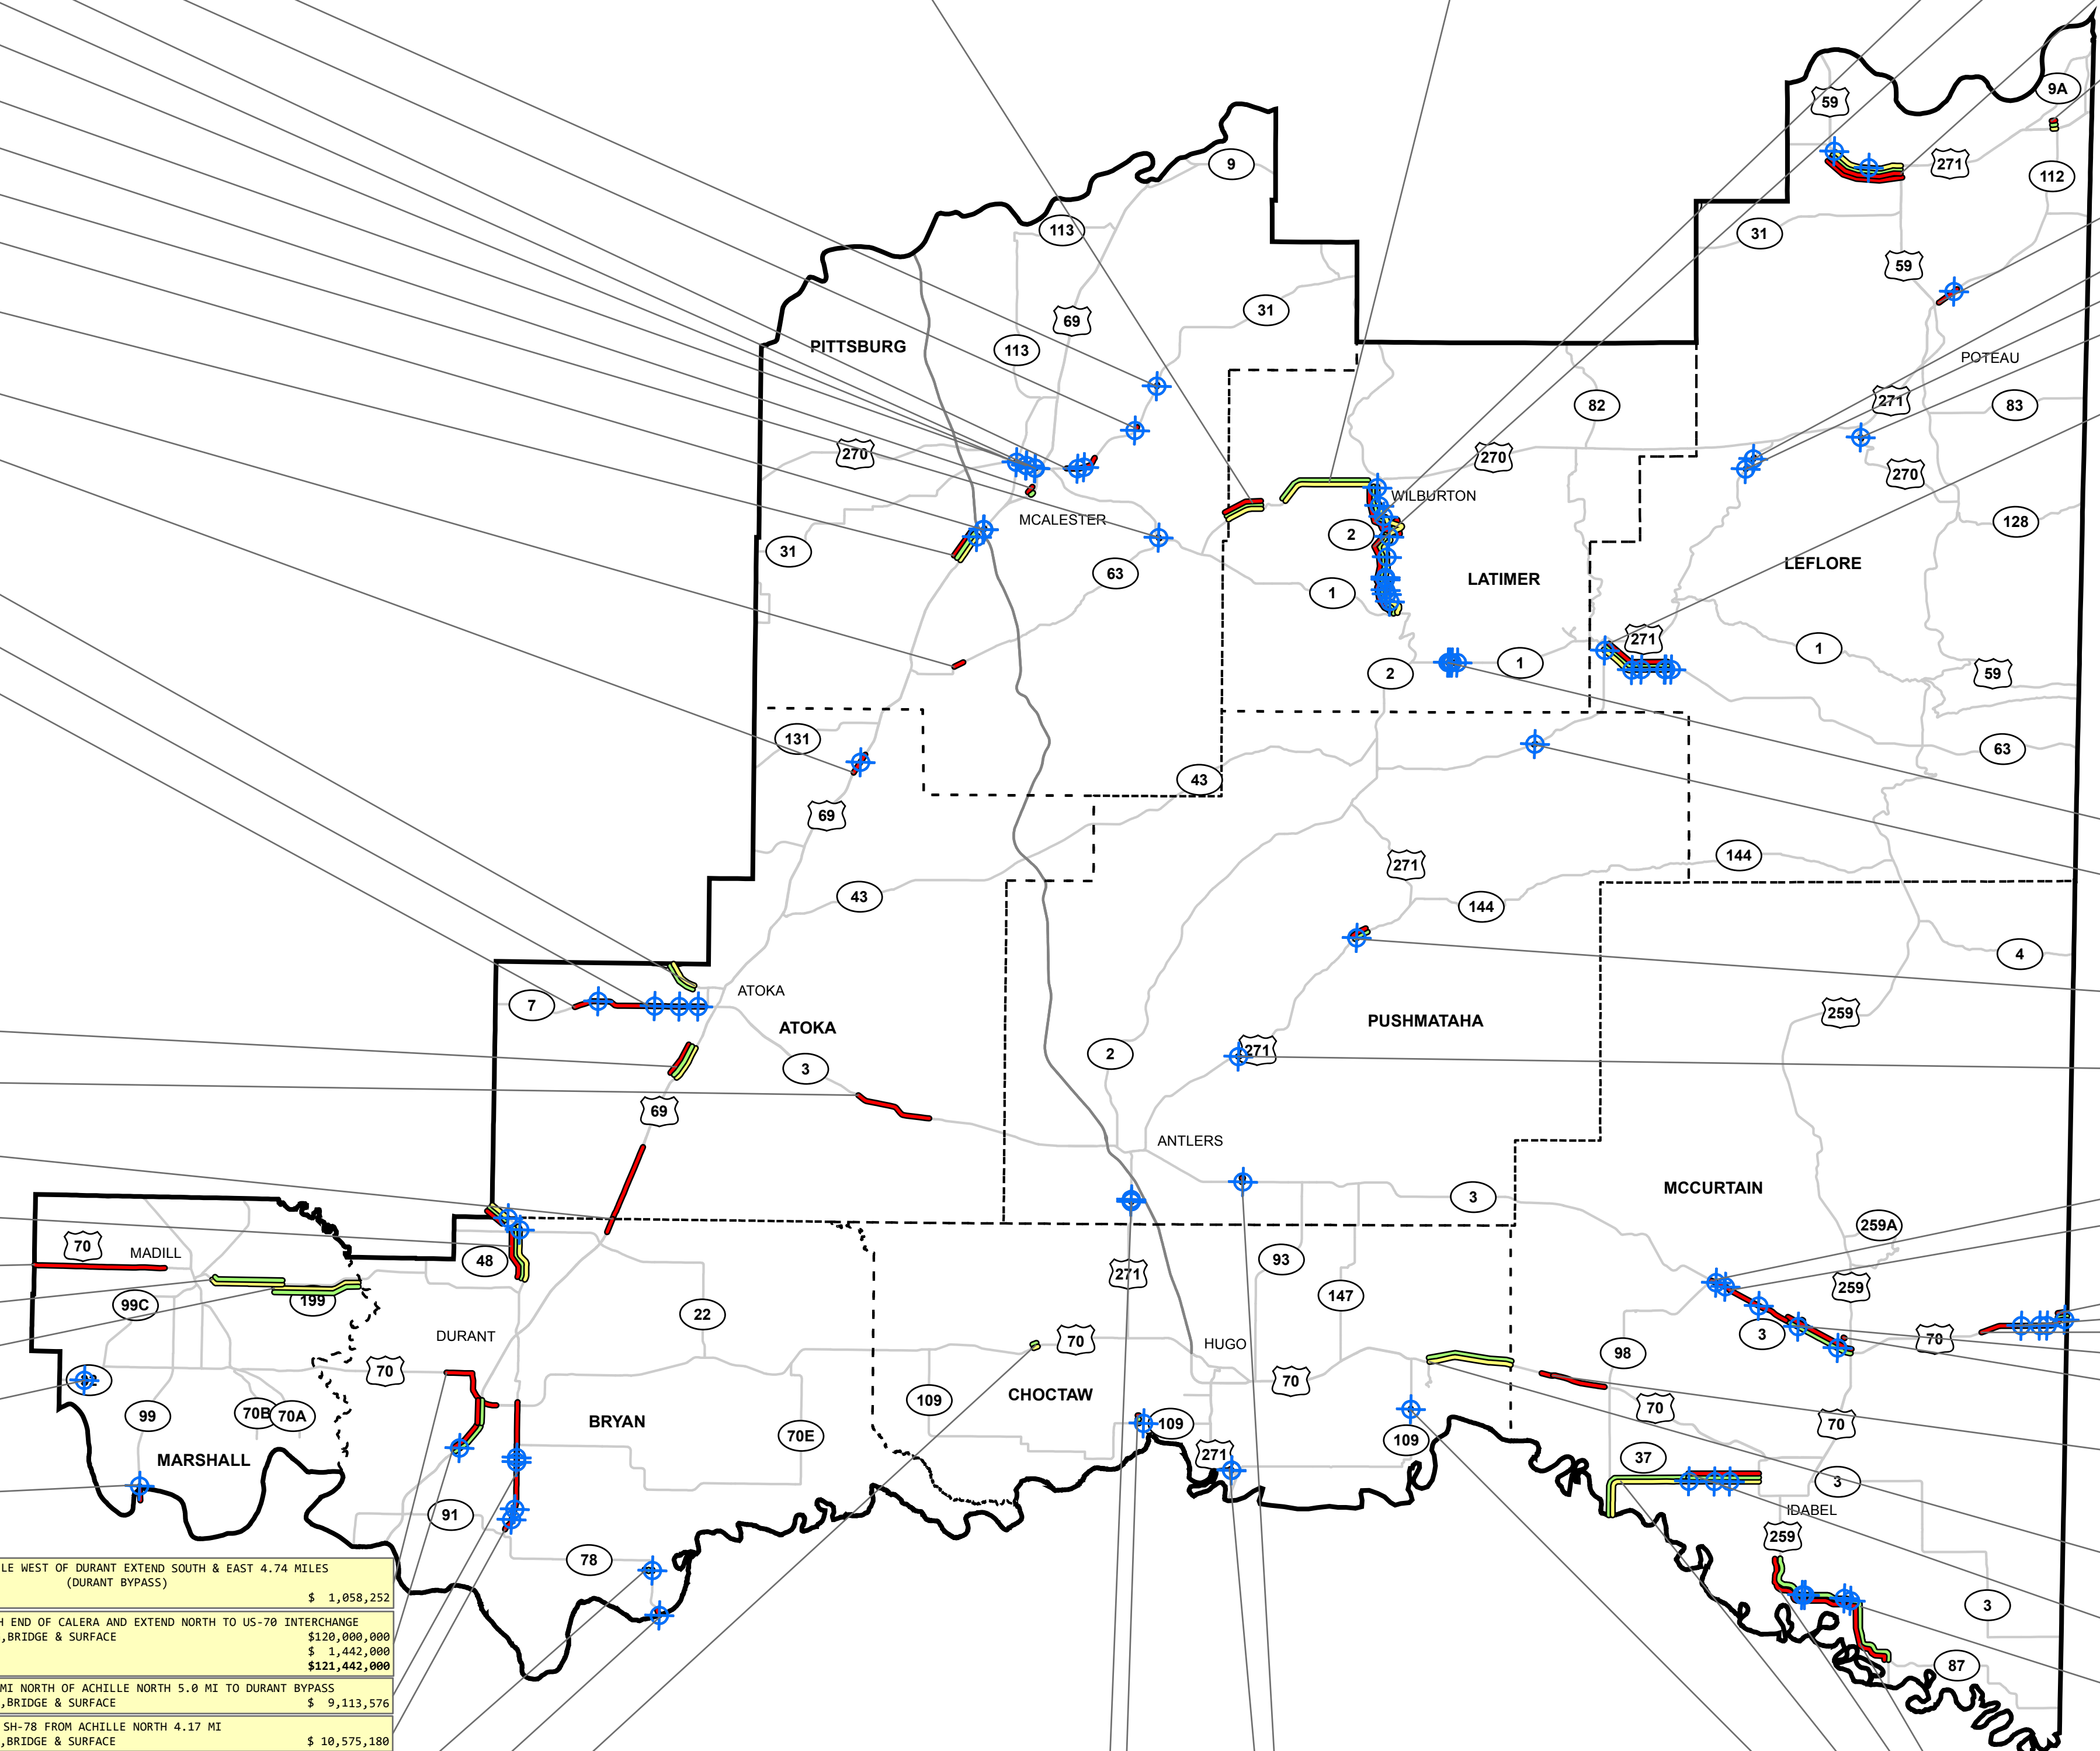 59
9A
9
271
112
113
31
59
31
69
PITTSBURG
113
POTEAU
82
271
83
270
270
270
WILBURTON
MCALESTER
128
2
31
63
LATIMER
LEFLORE
1
271
1
1
2
59
131
63
43
69
271
144
43
144
4
ATOKA
7
259
PUSHMATAHA
ATOKA
271
2
3
69
ANTLERS
MCCURTAIN
3
259A
70
MADILL
48
93
271
259
147
99C
199
22
DURANT
3
70
70
HUGO
98
70
70
CHOCTAW
109
70
70B
70A
99
BRYAN
109
70
70E
109
271
MARSHALL
37
3
91
IDABEL
259
78
3
87
LE WEST OF DURANT EXTEND SOUTH & EAST 4.74 MILES
(DURANT BYPASS)
$ 1,058,252
H END OF CALERA AND EXTEND NORTH TO US-70 INTERCHANGE
,BRIDGE & SURFACE $120,000,000
$ 1,442,000
$121,442,000
MI NORTH OF ACHILLE NORTH 5.0 MI TO DURANT BYPASS
,BRIDGE & SURFACE $ 9,113,576
SH-78 FROM ACHILLE NORTH 4.17 MI
,BRIDGE & SURFACE $ 10,575,180